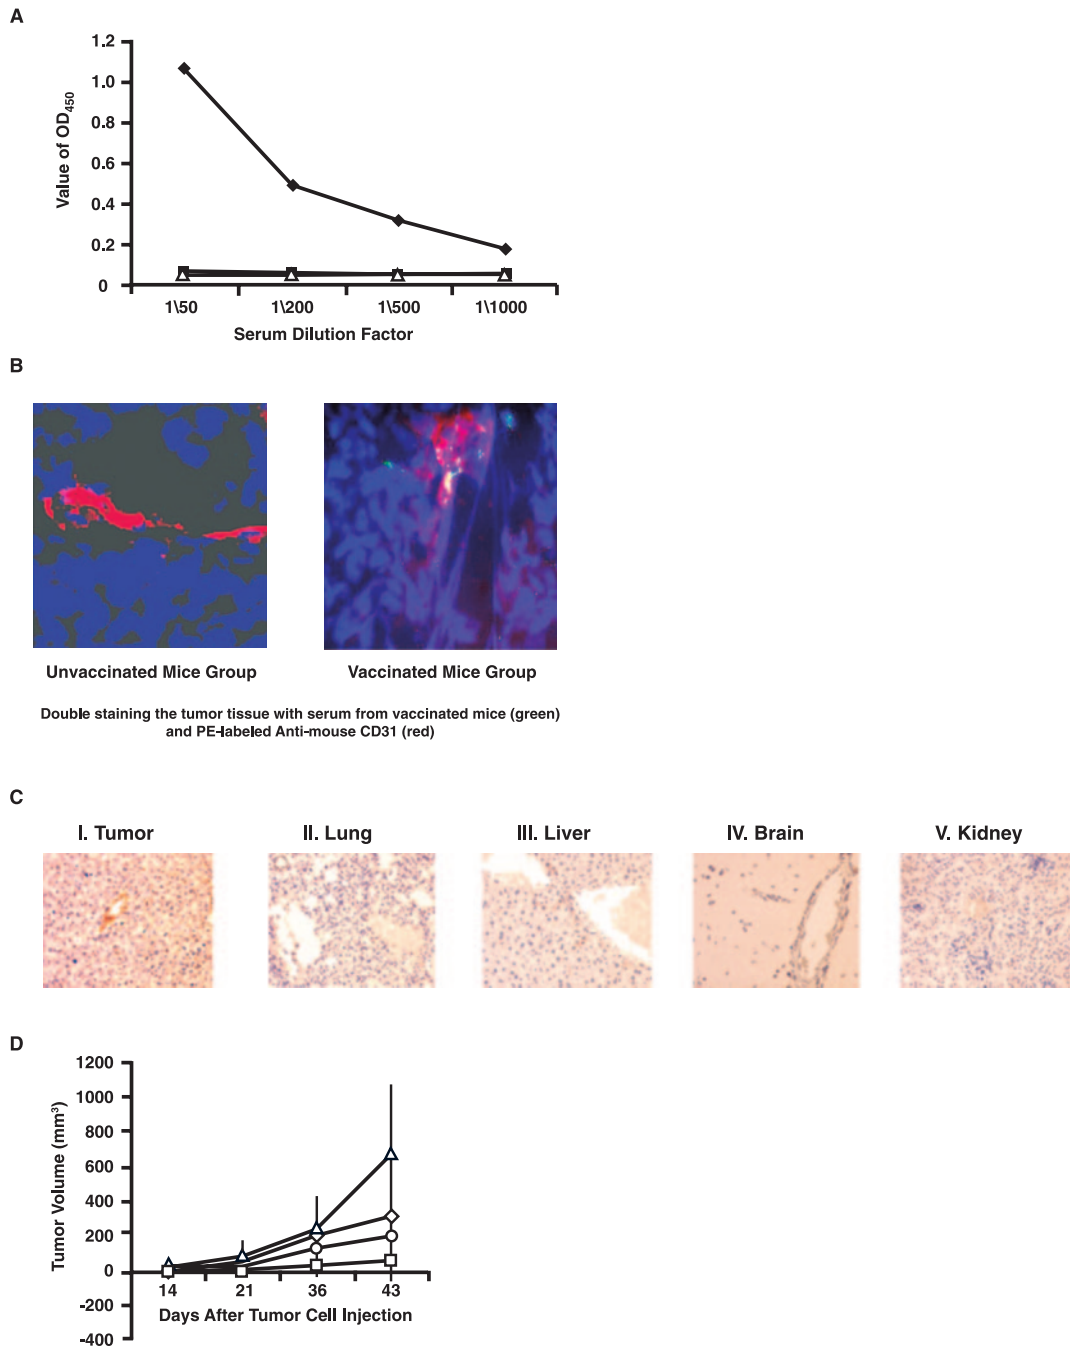 A
1.2
1.0
0.8
0.6
0.4
0.2
0
Value of OD450
1\50 1\200 1\500 1\1000
Serum Dilution Factor
B
Unvaccinated Mice Group Vaccinated Mice Group
Double staining the tumor tissue with serum from vaccinated mice (green)
and PE-labeled Anti-mouse CD31 (red)
C
I. Tumor II. Lung III. Liver IV. Brain V. Kidney
D
1200
1000
800
600
400
200
0
-200
-400
Tumor Volume (mm³)
14 21 36 43
Days After Tumor Cell Injection